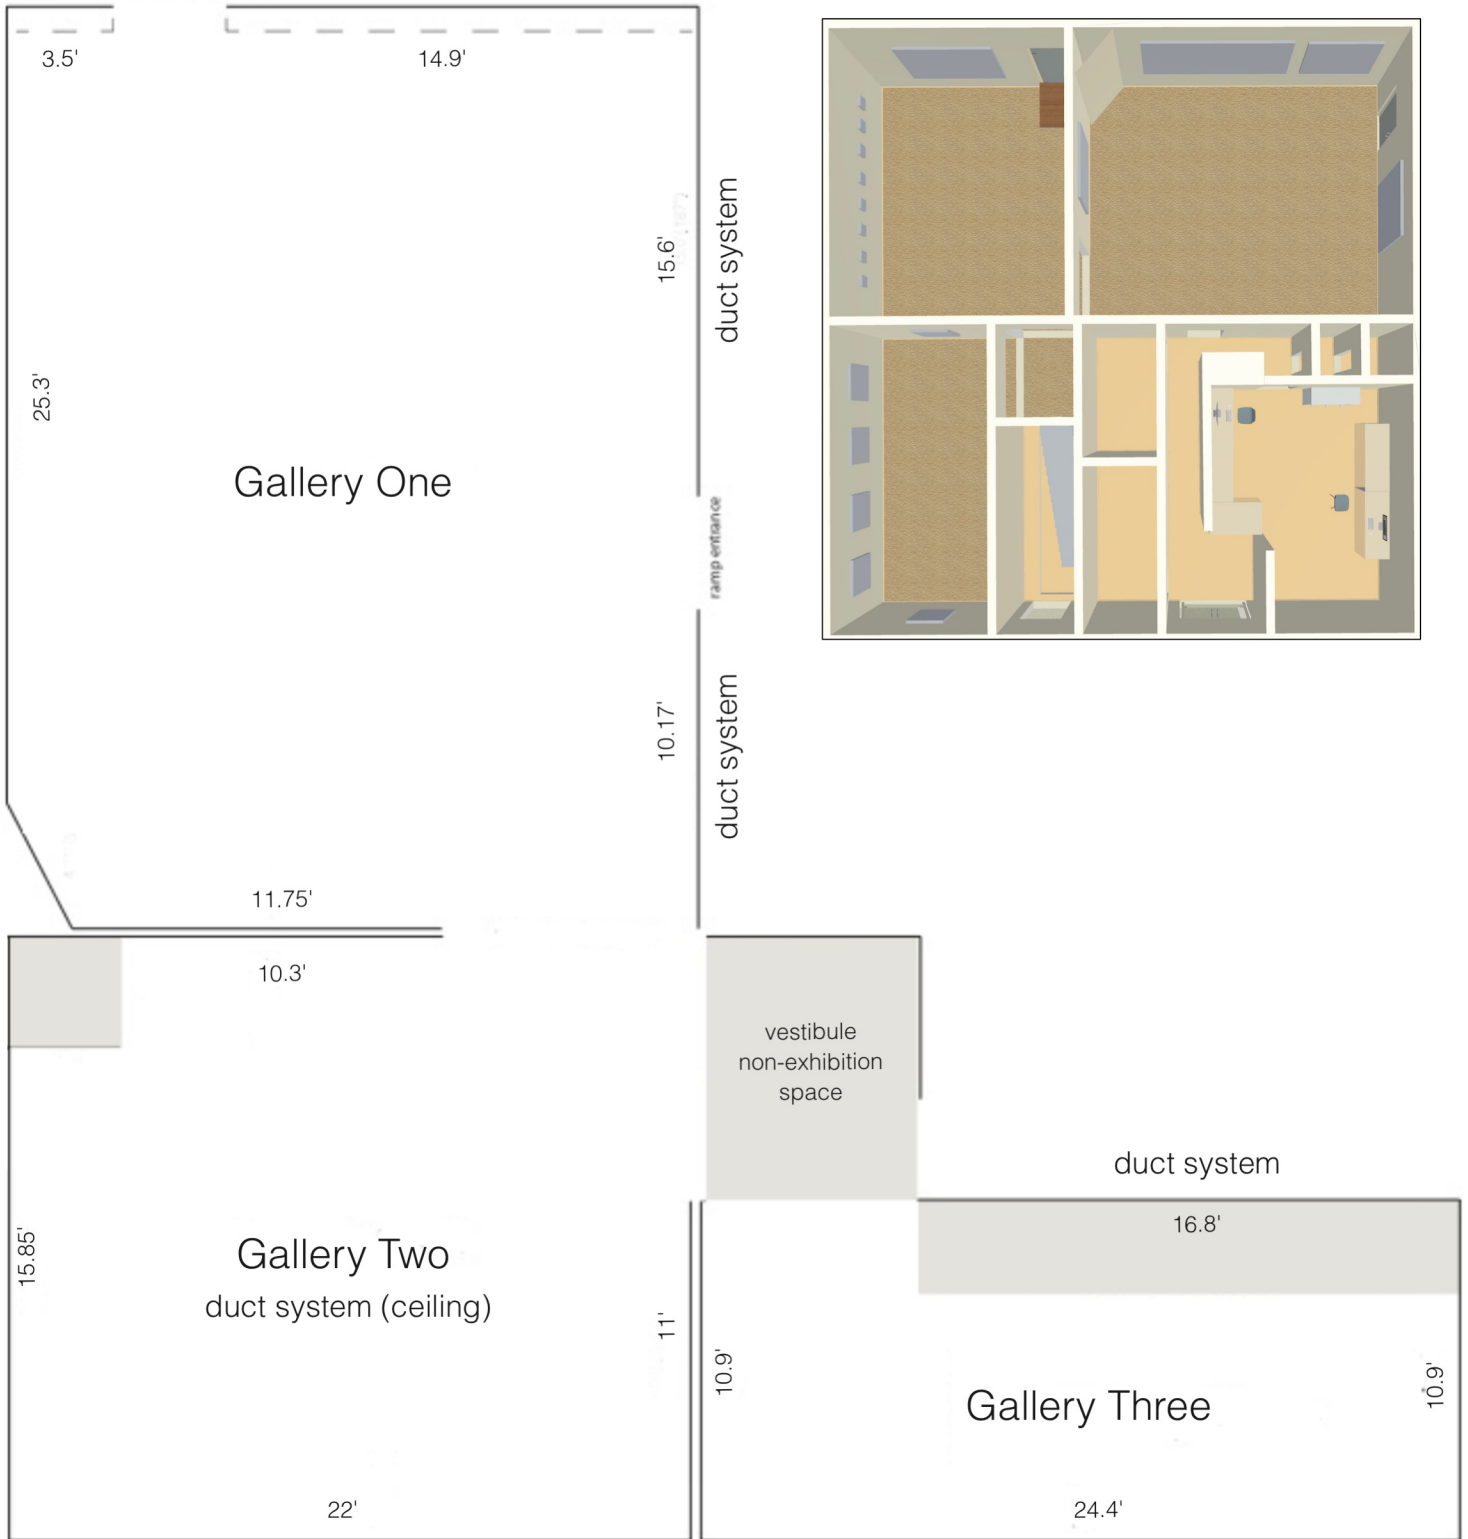 3.5'
14.9'
15.6'
duct system
25.3'
Gallery One
ramp entrance
10.17'
duct system
11.75'
10.3'
vestibule
non-exhibition
space
duct system
16.8'
15.85'
Gallery Two
duct system (ceiling)
11'
10.9'
Gallery Three
10.9'
22'
24.4'